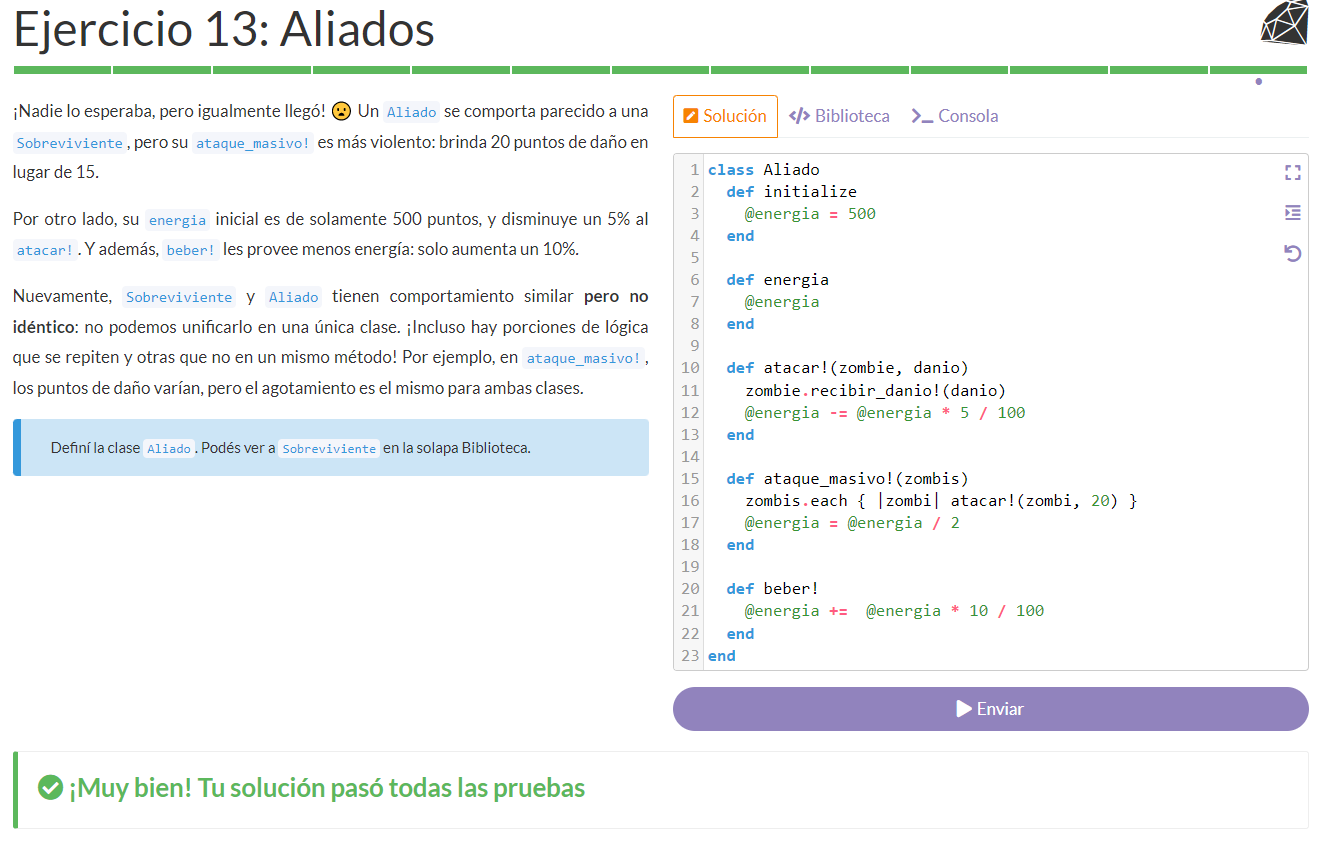 Ejercicio 13: Aliados
¡Nadie lo esperaba, pero igualmente llegó! 😧 Un Aliado se comporta parecido a una
Sobreviviente, pero su ataque_masivo! es más violento: brinda 20 puntos de daño en
lugar de 15.
Por otro lado, su energia inicial es de solamente 500 puntos, y disminuye un 5% al
atacar!. Y además, beber! les provee menos energía: solo aumenta un 10%.
Nuevamente, Sobreviviente y Aliado tienen comportamiento similar pero no
idéntico: no podemos unificarlo en una única clase. ¡Incluso hay porciones de lógica
que se repiten y otras que no en un mismo método! Por ejemplo, en ataque_masivo!,
los puntos de daño varían, pero el agotamiento es el mismo para ambas clases.
Definí la clase Aliado. Podés ver a Sobreviviente en la solapa Biblioteca.
Solución </> Biblioteca >_ Consola
1 class Aliado
2   def initialize
3     @energia = 500
4   end
5
6   def energia
7     @energia
8   end
9
10   def atacar!(zombie, danio)
11     zombie.recibir_danio!(danio)
12     @energia -= @energia * 5 / 100
13   end
14
15   def ataque_masivo!(zombis)
16     zombis.each { |zombi| atacar!(zombi, 20) }
17     @energia = @energia / 2
18   end
19
20   def beber!
21     @energia +=  @energia * 10 / 100
22   end
23 end
Enviar
¡Muy bien! Tu solución pasó todas las pruebas